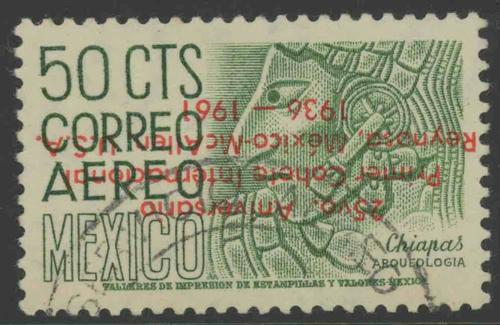 50 CTS
CORREO
AEREO
MEXICO
Chiapas
ARQUEOLOGIA
TALLERES DE IMPRESION DE ESTAMPILLAS Y VALORES-MEXICO
25vo. Aniversario
Primer Cohete Internacional
Reynosa, México-McAllen, U.S.A.
1936 — 1961